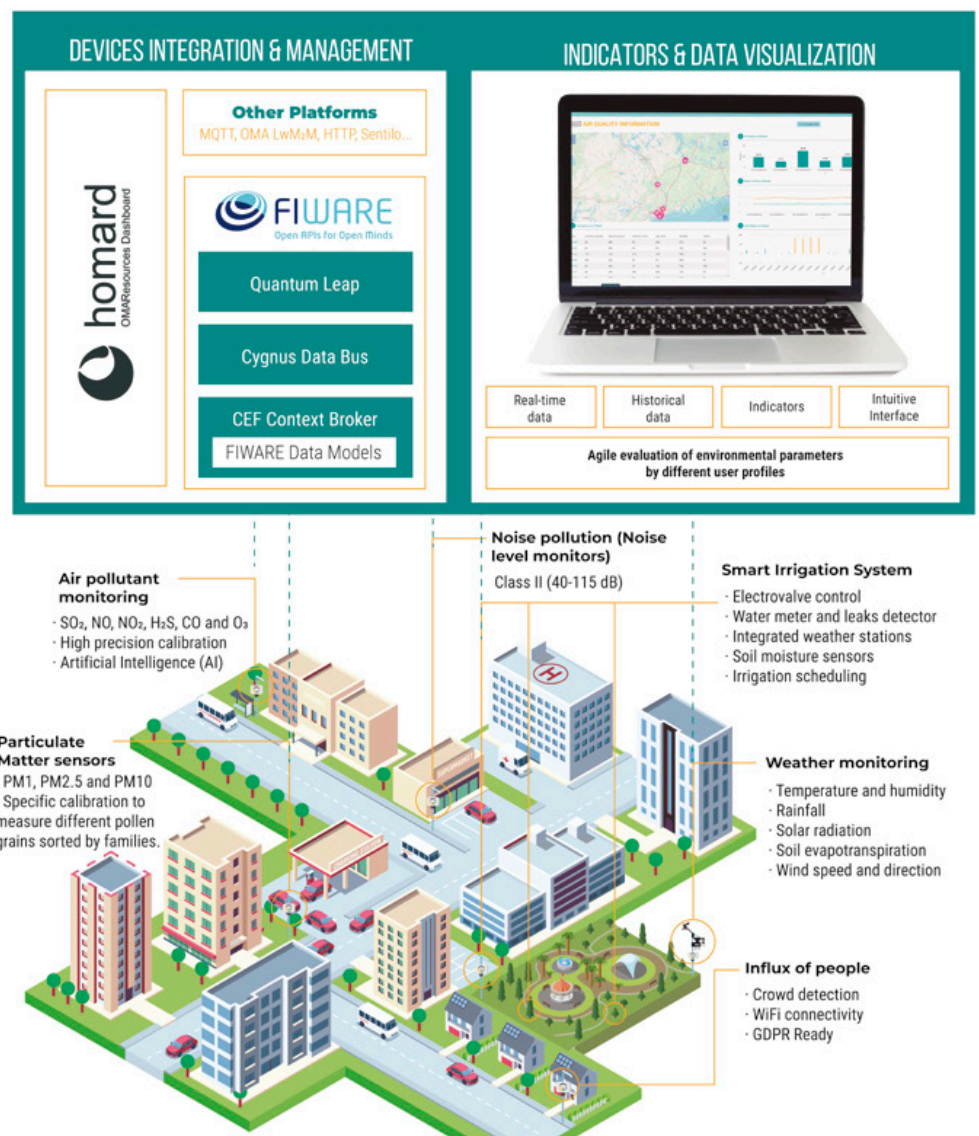 DEVICES INTEGRATION & MANAGEMENT
homard
OMAResources Dashboard
Other Platforms
MQTT, OMA LwM2M, HTTP, Sentilo...
FIWARE
Open APIs for Open Minds
Quantum Leap
Cygnus Data Bus
CEF Context Broker
FIWARE Data Models
INDICATORS & DATA VISUALIZATION
AIR QUALITY INFORMATION
Real-time
data
Historical
data
Indicators
Intuitive
Interface
Agile evaluation of environmental parameters
by different user profiles
Noise pollution (Noise
level monitors)
Class II (40-115 dB)
Air pollutant
monitoring
· SO₂, NO, NO₂, H₂S, CO and O₃
· High precision calibration
· Artificial Intelligence (AI)
Smart Irrigation System
· Electrovalve control
· Water meter and leaks detector
· Integrated weather stations
· Soil moisture sensors
· Irrigation scheduling
H
SUPERMARKET
Particulate
Matter sensors
PM1, PM2.5 and PM10
Specific calibration to
measure different pollen
grains sorted by families.
Weather monitoring
· Temperature and humidity
· Rainfall
· Solar radiation
· Soil evapotranspiration
· Wind speed and direction
Influx of people
· Crowd detection
· WiFi connectivity
· GDPR Ready